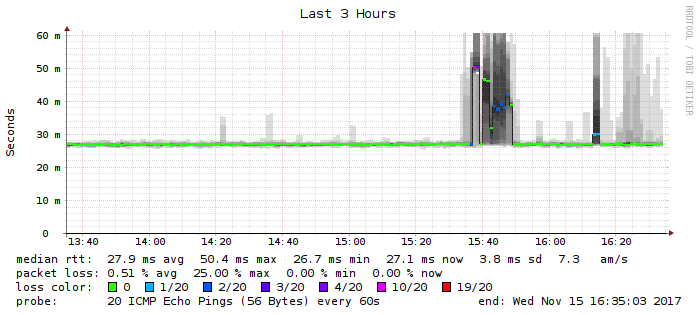 Last 3 Hours
RRDTOOL / TOBI OETIKER
Seconds
60 m
50 m
40 m
30 m
20 m
10 m
0
13:40 14:00 14:20 14:40 15:00 15:20 15:40 16:00 16:20
median rtt: 27.9 ms avg 50.4 ms max 26.7 ms min 27.1 ms now 3.8 ms sd 7.3 am/s
packet loss: 0.51 % avg 25.00 % max 0.00 % min 0.00 % now
loss color: 0 1/20 2/20 3/20 4/20 10/20 19/20
probe: 20 ICMP Echo Pings (56 Bytes) every 60s end: Wed Nov 15 16:35:03 2017